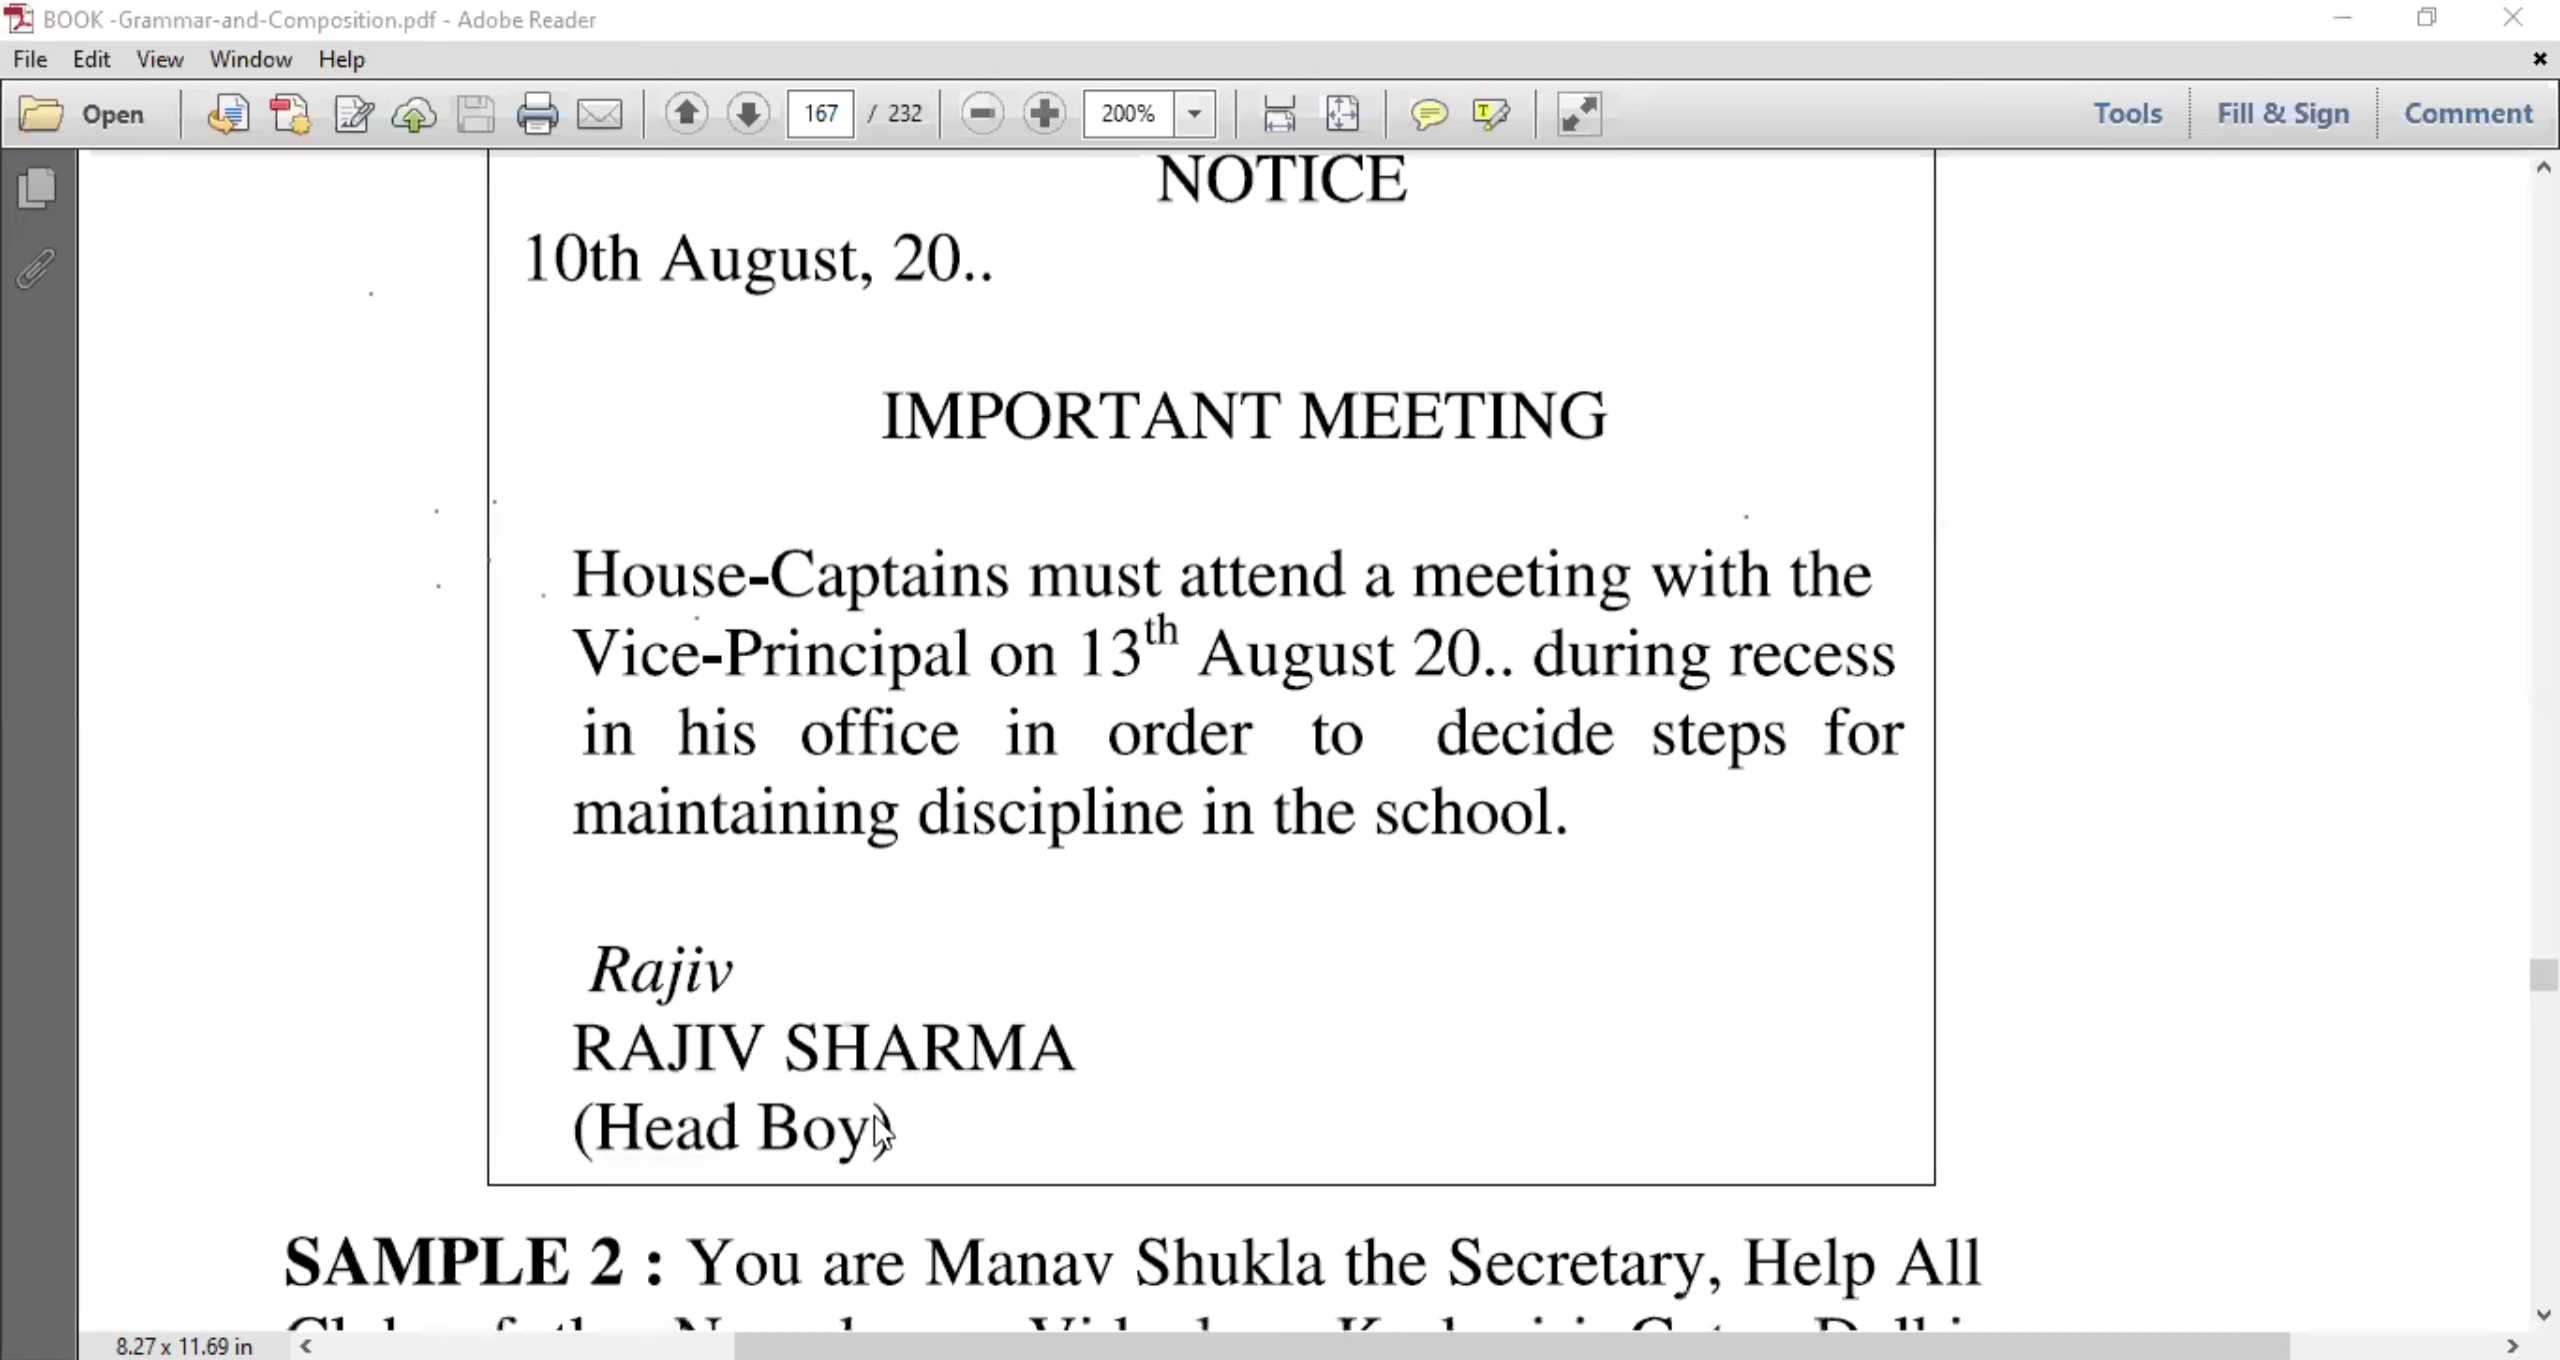 BOOK -Grammar-and-Composition.pdf - Adobe Reader
File Edit View Window Help
Open 167 / 232 200% Tools Fill & Sign Comment
NOTICE
10th August, 20..
IMPORTANT MEETING
House-Captains must attend a meeting with the
Vice-Principal on 13th August 20.. during recess
in his office in order to decide steps for
maintaining discipline in the school.
Rajiv
RAJIV SHARMA
(Head Boy)
SAMPLE 2 : You are Manav Shukla the Secretary, Help All
8.27 x 11.69 in